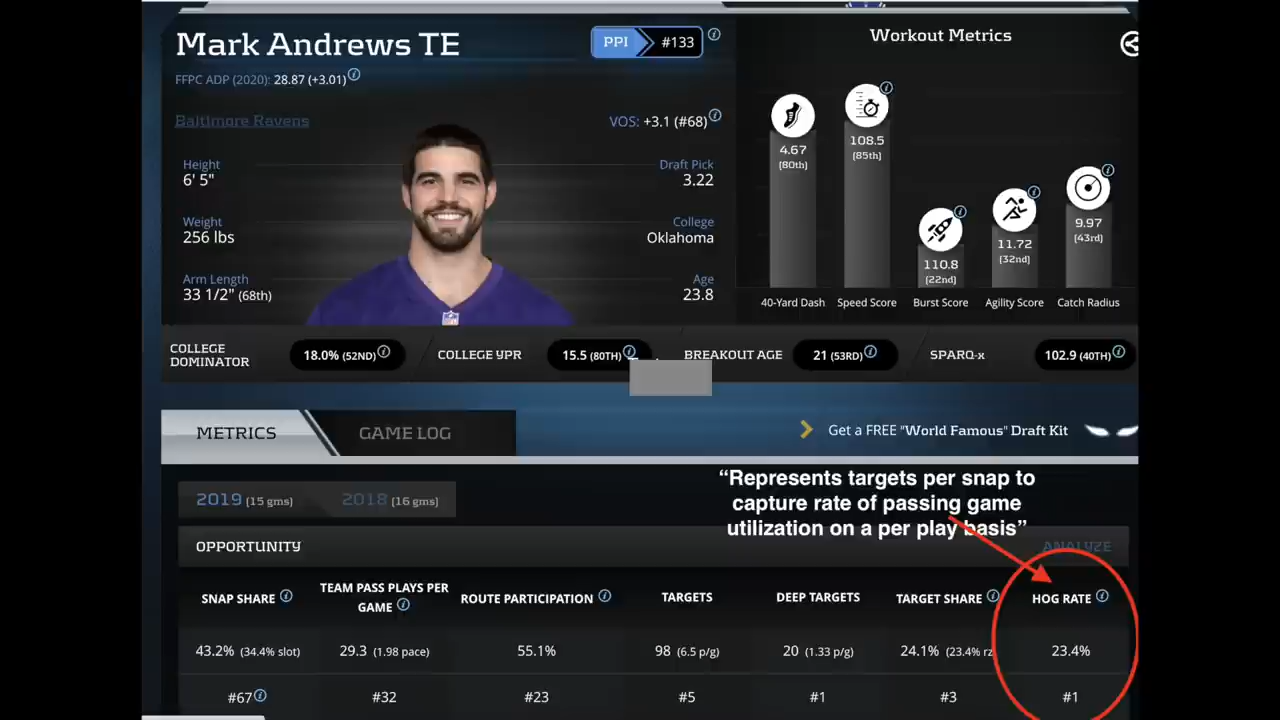 Mark Andrews TE
PPI #133
FFPC ADP (2020): 28.87 (+3.01)
Baltimore Ravens
VOS: +3.1 (#68)
Height
6' 5"
Weight
256 lbs
Arm Length
33 1/2" (68th)
Draft Pick
3.22
College
Oklahoma
Age
23.8
Workout Metrics
4.67
(80th)
108.5
(85th)
110.8
(22nd)
11.72
(32nd)
9.97
(43rd)
40-Yard Dash Speed Score Burst Score Agility Score Catch Radius
COLLEGE DOMINATOR 18.0% (52ND) COLLEGE YPR 15.5 (80TH) BREAKOUT AGE 21 (53RD) SPARQ-x 102.9 (40TH)
METRICS GAME LOG
Get a FREE "World Famous" Draft Kit
2019 (15 gms) 2018 (16 gms)
“Represents targets per snap to
capture rate of passing game
utilization on a per play basis”
OPPORTUNITY ANALYZE
SNAP SHARE TEAM PASS PLAYS PER GAME ROUTE PARTICIPATION TARGETS DEEP TARGETS TARGET SHARE HOG RATE
43.2% (34.4% slot) 29.3 (1.98 pace) 55.1% 98 (6.5 p/g) 20 (1.33 p/g) 24.1% (23.4% rz 23.4%
#67 #32 #23 #5 #1 #3 #1